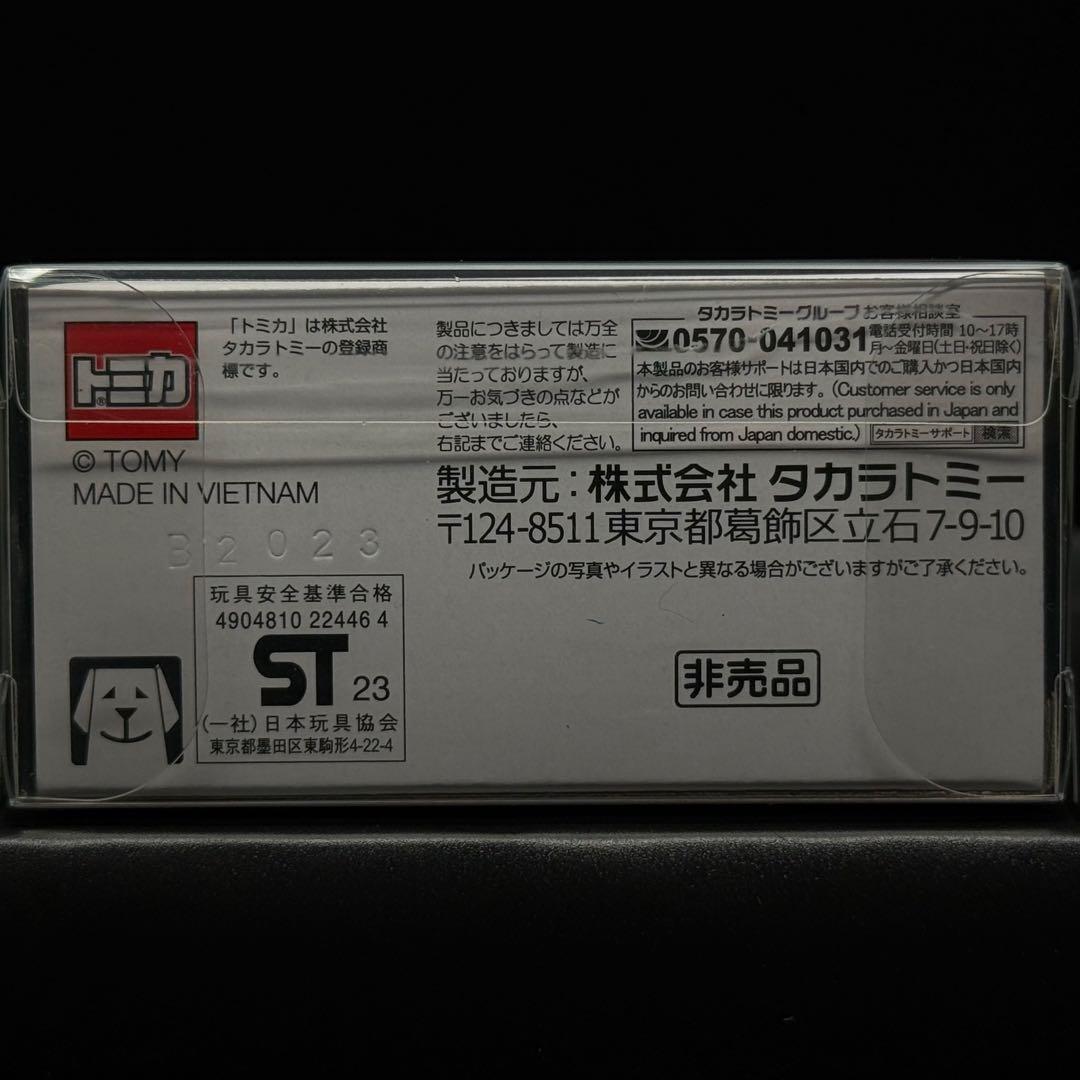 トミカ®
「トミカ」は株式会社
タカラトミーの登録商
標です。
© TOMY
MADE IN VIETNAM
B2023
玩具安全基準合格
4904810 22446 4
ST 23
(一社)日本玩具協会
東京都墨田区東駒形4-22-4
製品につきましては万全
の注意をはらって製造に
当たっておりますが、
万一お気づきの点などが
ございましたら、
右記までご連絡ください。
タカラトミーグループ お客様相談室
0570-041031 電話受付時間 10〜17時
月〜金曜日(土日・祝日除く)
本製品のお客様サポートは日本国内でのご購入かつ日本国内
からのお問い合わせに限ります。(Customer service is only
available in case this product purchased in Japan and
inquired from Japan domestic.) タカラトミーサポート 検索
製造元:株式会社 タカラトミー
〒124-8511東京都葛飾区立石7-9-10
パッケージの写真やイラストと異なる場合がございますがご了承ください。
非売品